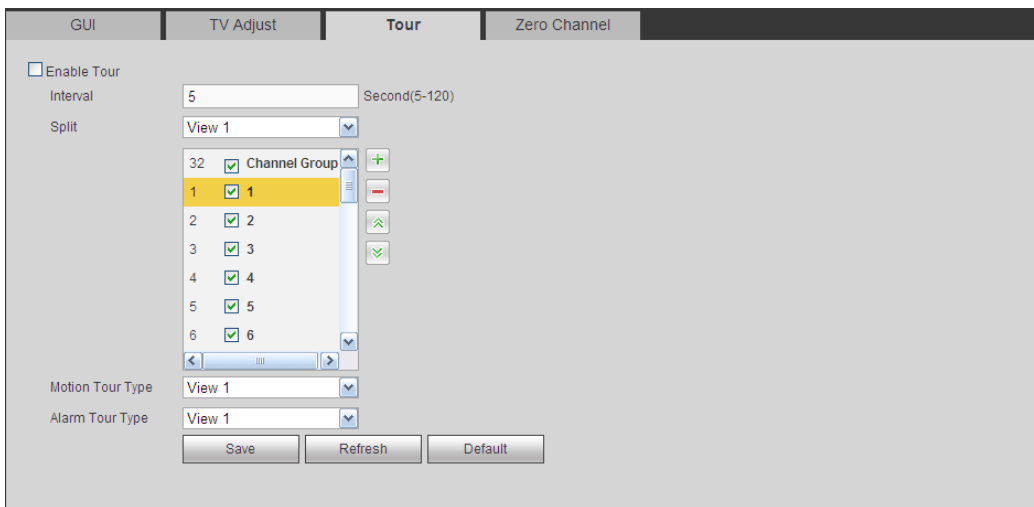 GUI TV Adjust Tour Zero Channel
Enable Tour
Interval 5 Second(5-120)
Split View 1
32 Channel Group
1 1
2 2
3 3
4 4
5 5
6 6
Motion Tour Type View 1
Alarm Tour Type View 1
Save Refresh Default